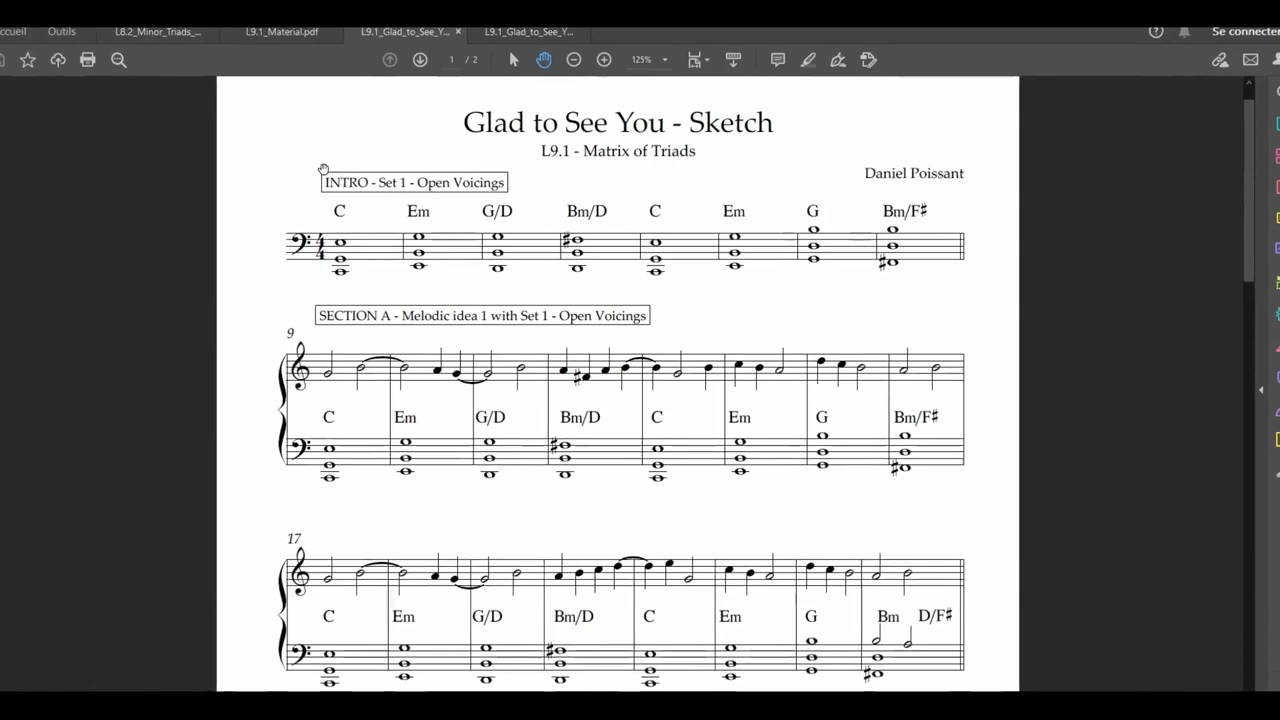 ccueil Outils L8.2_Minor_Triads_... L9.1_Material.pdf L9.1_Glad_to_See_Y... × L9.1_Glad_to_See_Y... Se connecter
1 / 2 125%
Glad to See You - Sketch
L9.1 - Matrix of Triads
Daniel Poissant
INTRO - Set 1 - Open Voicings
C Em G/D Bm/D C Em G Bm/F♯
4
4
SECTION A - Melodic idea 1 with Set 1 - Open Voicings
9
C Em G/D Bm/D C Em G Bm/F♯
17
C Em G/D Bm/D C Em G Bm D/F♯